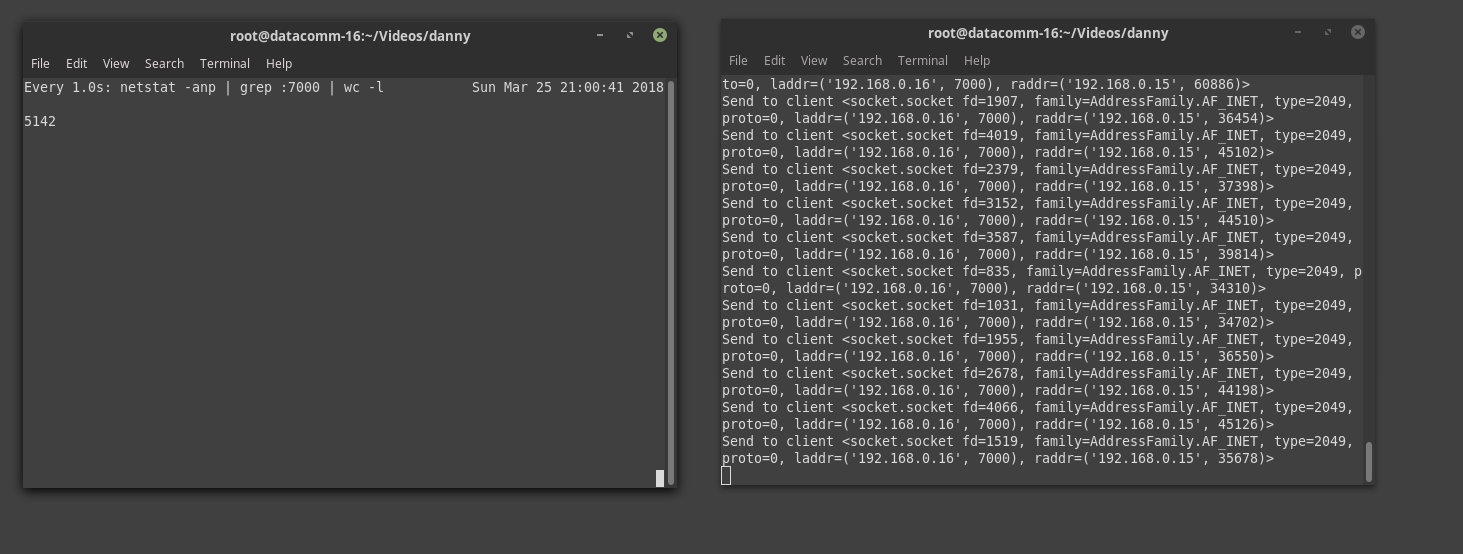 root@datacomm-16:~/Videos/danny
File Edit View Search Terminal Help
Every 1.0s: netstat -anp | grep :7000 | wc -l Sun Mar 25 21:00:41 2018
5142
root@datacomm-16:~/Videos/danny
File Edit View Search Terminal Help
to=0, laddr=('192.168.0.16', 7000), raddr=('192.168.0.15', 60886)>
Send to client <socket.socket fd=1907, family=AddressFamily.AF_INET, type=2049,
proto=0, laddr=('192.168.0.16', 7000), raddr=('192.168.0.15', 36454)>
Send to client <socket.socket fd=4019, family=AddressFamily.AF_INET, type=2049,
proto=0, laddr=('192.168.0.16', 7000), raddr=('192.168.0.15', 45102)>
Send to client <socket.socket fd=2379, family=AddressFamily.AF_INET, type=2049,
proto=0, laddr=('192.168.0.16', 7000), raddr=('192.168.0.15', 37398)>
Send to client <socket.socket fd=3152, family=AddressFamily.AF_INET, type=2049,
proto=0, laddr=('192.168.0.16', 7000), raddr=('192.168.0.15', 44510)>
Send to client <socket.socket fd=3587, family=AddressFamily.AF_INET, type=2049,
proto=0, laddr=('192.168.0.16', 7000), raddr=('192.168.0.15', 39814)>
Send to client <socket.socket fd=835, family=AddressFamily.AF_INET, type=2049, p
roto=0, laddr=('192.168.0.16', 7000), raddr=('192.168.0.15', 34310)>
Send to client <socket.socket fd=1031, family=AddressFamily.AF_INET, type=2049,
proto=0, laddr=('192.168.0.16', 7000), raddr=('192.168.0.15', 34702)>
Send to client <socket.socket fd=1955, family=AddressFamily.AF_INET, type=2049,
proto=0, laddr=('192.168.0.16', 7000), raddr=('192.168.0.15', 36550)>
Send to client <socket.socket fd=2678, family=AddressFamily.AF_INET, type=2049,
proto=0, laddr=('192.168.0.16', 7000), raddr=('192.168.0.15', 44198)>
Send to client <socket.socket fd=4066, family=AddressFamily.AF_INET, type=2049,
proto=0, laddr=('192.168.0.16', 7000), raddr=('192.168.0.15', 45126)>
Send to client <socket.socket fd=1519, family=AddressFamily.AF_INET, type=2049,
proto=0, laddr=('192.168.0.16', 7000), raddr=('192.168.0.15', 35678)>